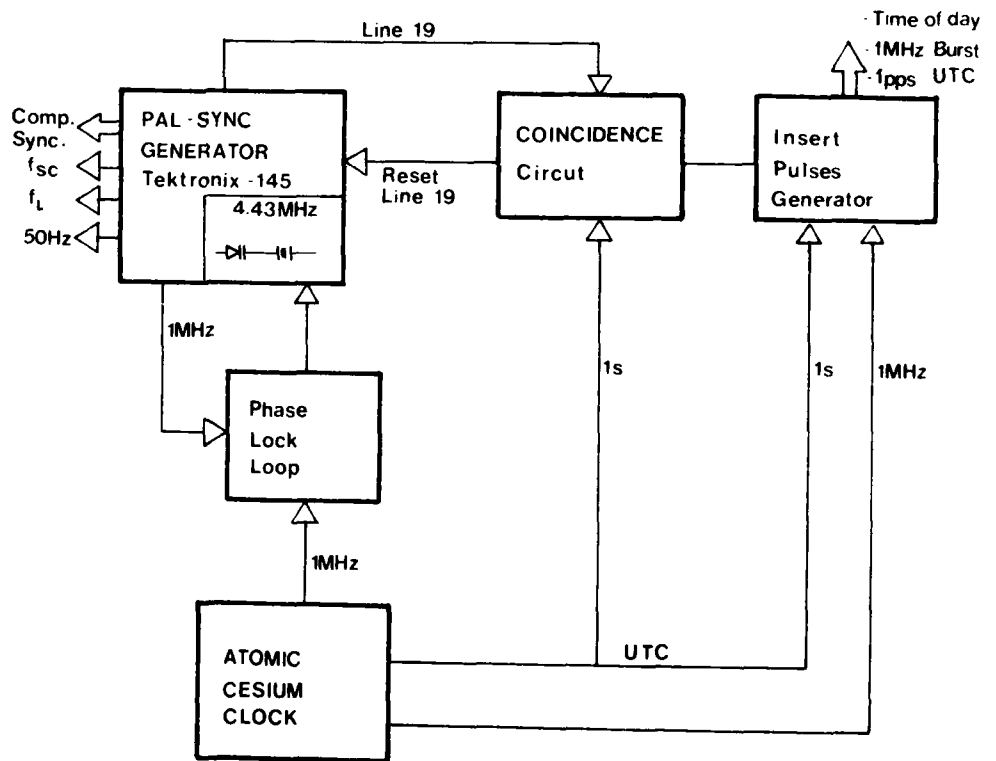 Line 19
· Time of day
· 1MHz Burst
· 1pps UTC
Comp.
Sync.
fsc
fL
50Hz
PAL - SYNC
GENERATOR
Tektronix - 145
4.43MHz
Reset
Line 19
COINCIDENCE
Circut
Insert
Pulses
Generator
1MHz
1s
1s
1MHz
Phase
Lock
Loop
1MHz
ATOMIC
CESIUM
CLOCK
UTC